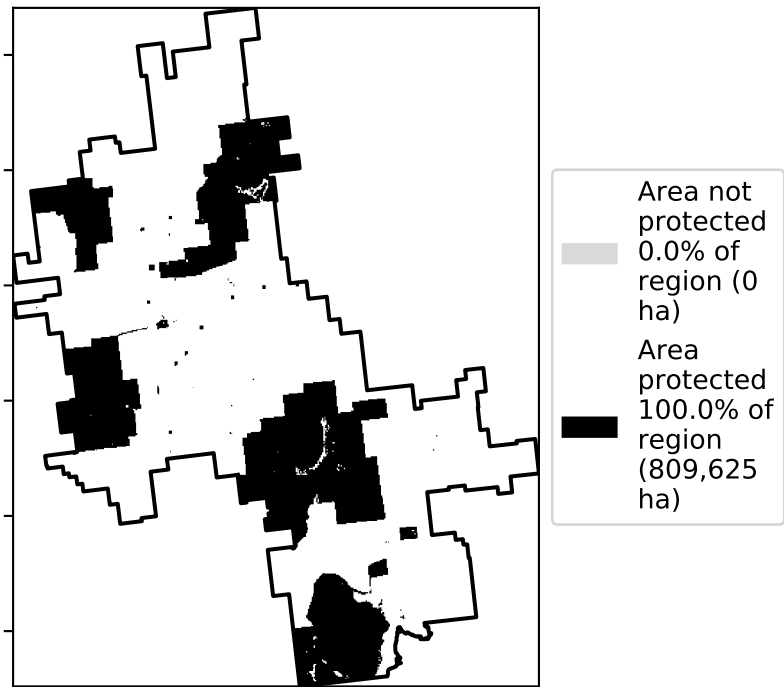 Area not
protected
0.0% of
region (0
ha)
Area
protected
100.0% of
region
(809,625
ha)